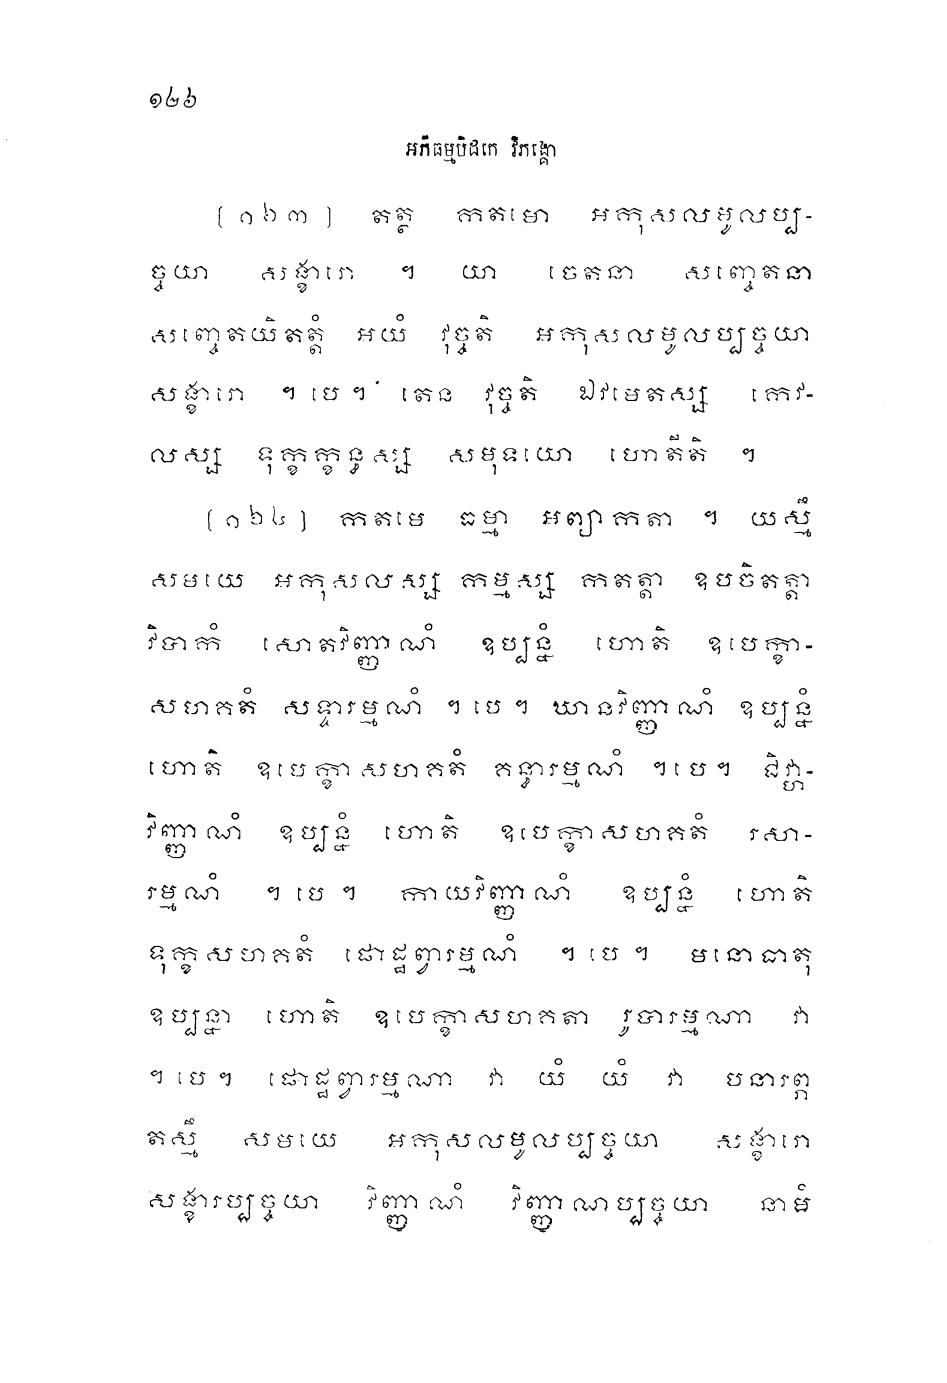 ១២៦
អភិធម្មបិដកេ វិភង្គោ
(១៦៣) តត្ថ កតមោ អកុសលមូលប្ប-
ច្ចយា សង្ខារោ ។ យា ចេតនា សញ្ចេតនា
សញ្ចេតយិតត្តំ អយំ វុច្ចតិ អកុសលមូលប្បច្ចយា
សង្ខារោ ។ បេ។ តេន វុច្ចតិ ឯវមេតស្ស កេវ-
លស្ស ទុក្ខក្ខន្ធស្ស សមុទយោ ហោតីតិ ។
(១៦៤) កតមេ ធម្មា អព្យាកតា ។ យស្មឹ
សមយេ អកុសលស្ស កម្មស្ស កតត្តា ឧបចិតត្តា
វិបាកំ សោតវិញ្ញាណំ ឧប្បន្នំ ហោតិ ឧបេក្ខា-
សហគតំ សទ្ទារម្មណំ ។ បេ។ ឃានវិញ្ញាណំ ឧប្បន្នំ
ហោតិ ឧបេក្ខាសហគតំ គន្ធារម្មណំ ។បេ។ ជិវ្ហា-
វិញ្ញាណំ ឧប្បន្នំ ហោតិ ឧបេក្ខាសហគតំ រសា-
រម្មណំ ។ បេ។ កាយវិញ្ញាណំ ឧប្បន្នំ ហោតិ
ទុក្ខសហគតំ ផោដ្ឋព្វារម្មណំ ។ បេ។ មនោធាតុ
ឧប្បន្នា ហោតិ ឧបេក្ខាសហគតា រូបារម្មណា វា
។ បេ។ ផោដ្ឋព្វារម្មណា វា យំ យំ វា បនារព្ភ
តស្មឹ សមយេ អកុសលមូលប្បច្ចយា សង្ខារោ
សង្ខារប្បច្ចយា វិញ្ញាណំ វិញ្ញាណប្បច្ចយា នាមំ